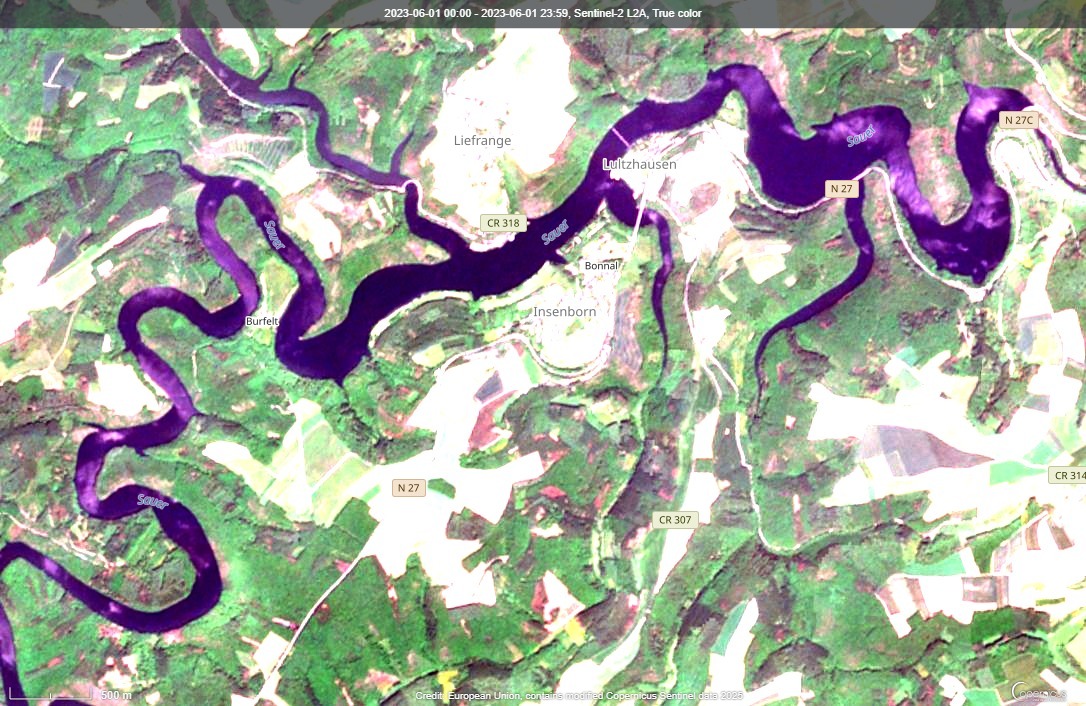 2023-06-01 00:00 - 2023-06-01 23:59, Sentinel-2 L2A, True color
N 27C
Sauer
Liefrange
Lultzhausen
N 27
CR 318
Sauer
Sauer
Bonnal
Insenborn
Burfelt
CR 314
N 27
Sauer
CR 307
500 m
Credit: European Union, contains modified Copernicus Sentinel data 2025
opernicus